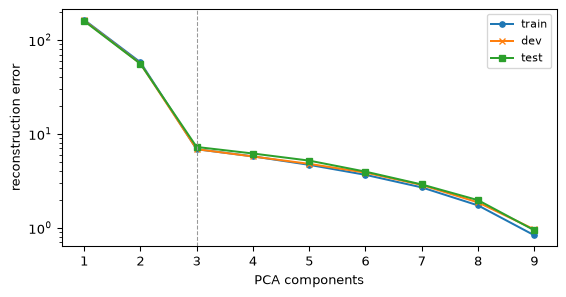 train
dev
test
10²
10¹
10⁰
reconstruction error
1 2 3 4 5 6 7 8 9
PCA components